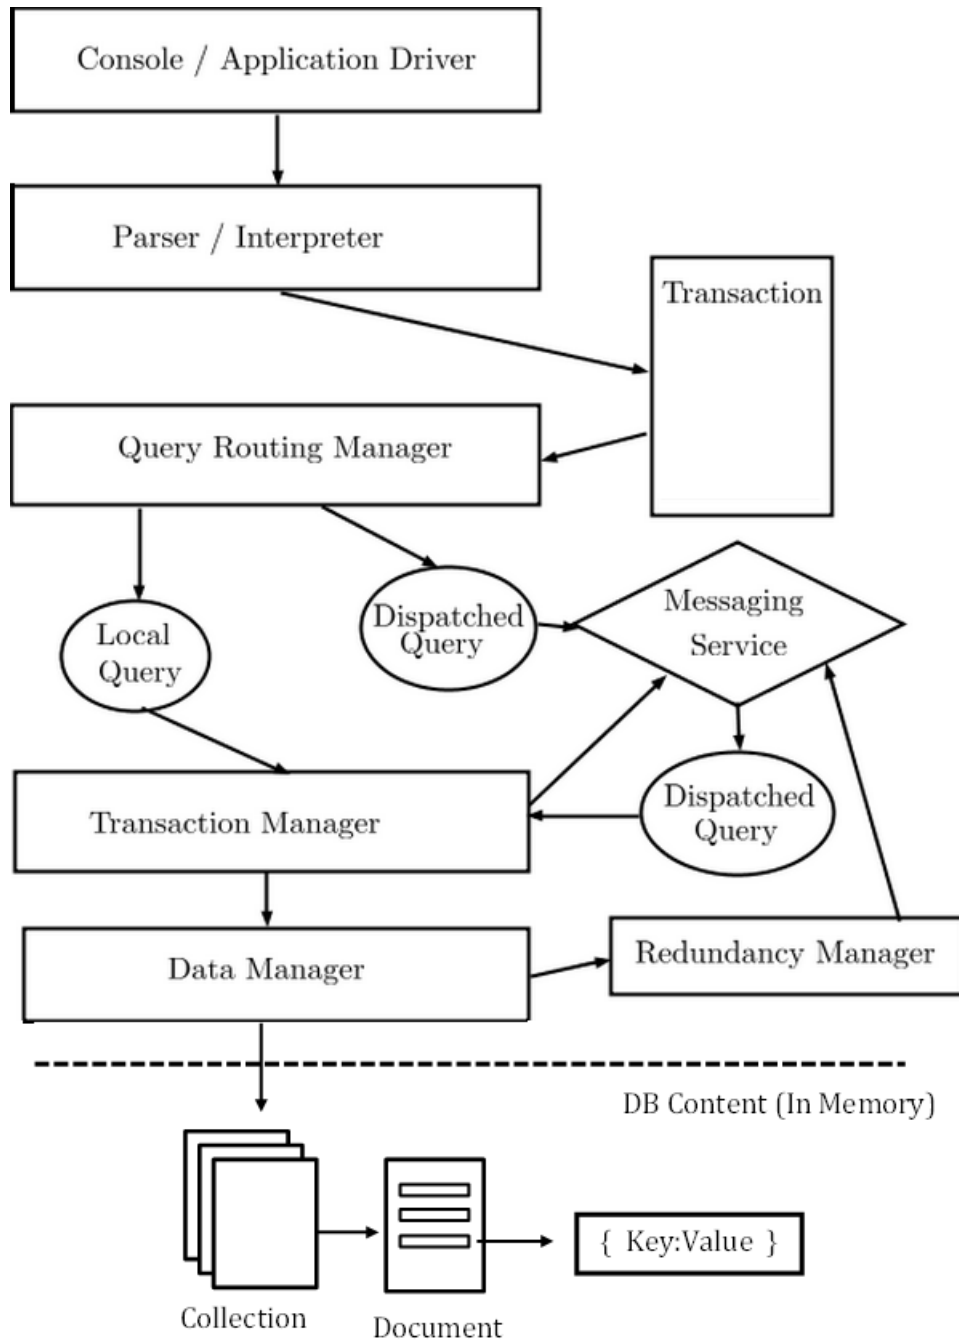 Console / Application Driver
Parser / Interpreter
Transaction
Query Routing Manager
Local
Query
Dispatched
Query
Messaging
Service
Dispatched
Query
Transaction Manager
Data Manager
Redundancy Manager
DB Content (In Memory)
{ Key:Value }
Collection
Document